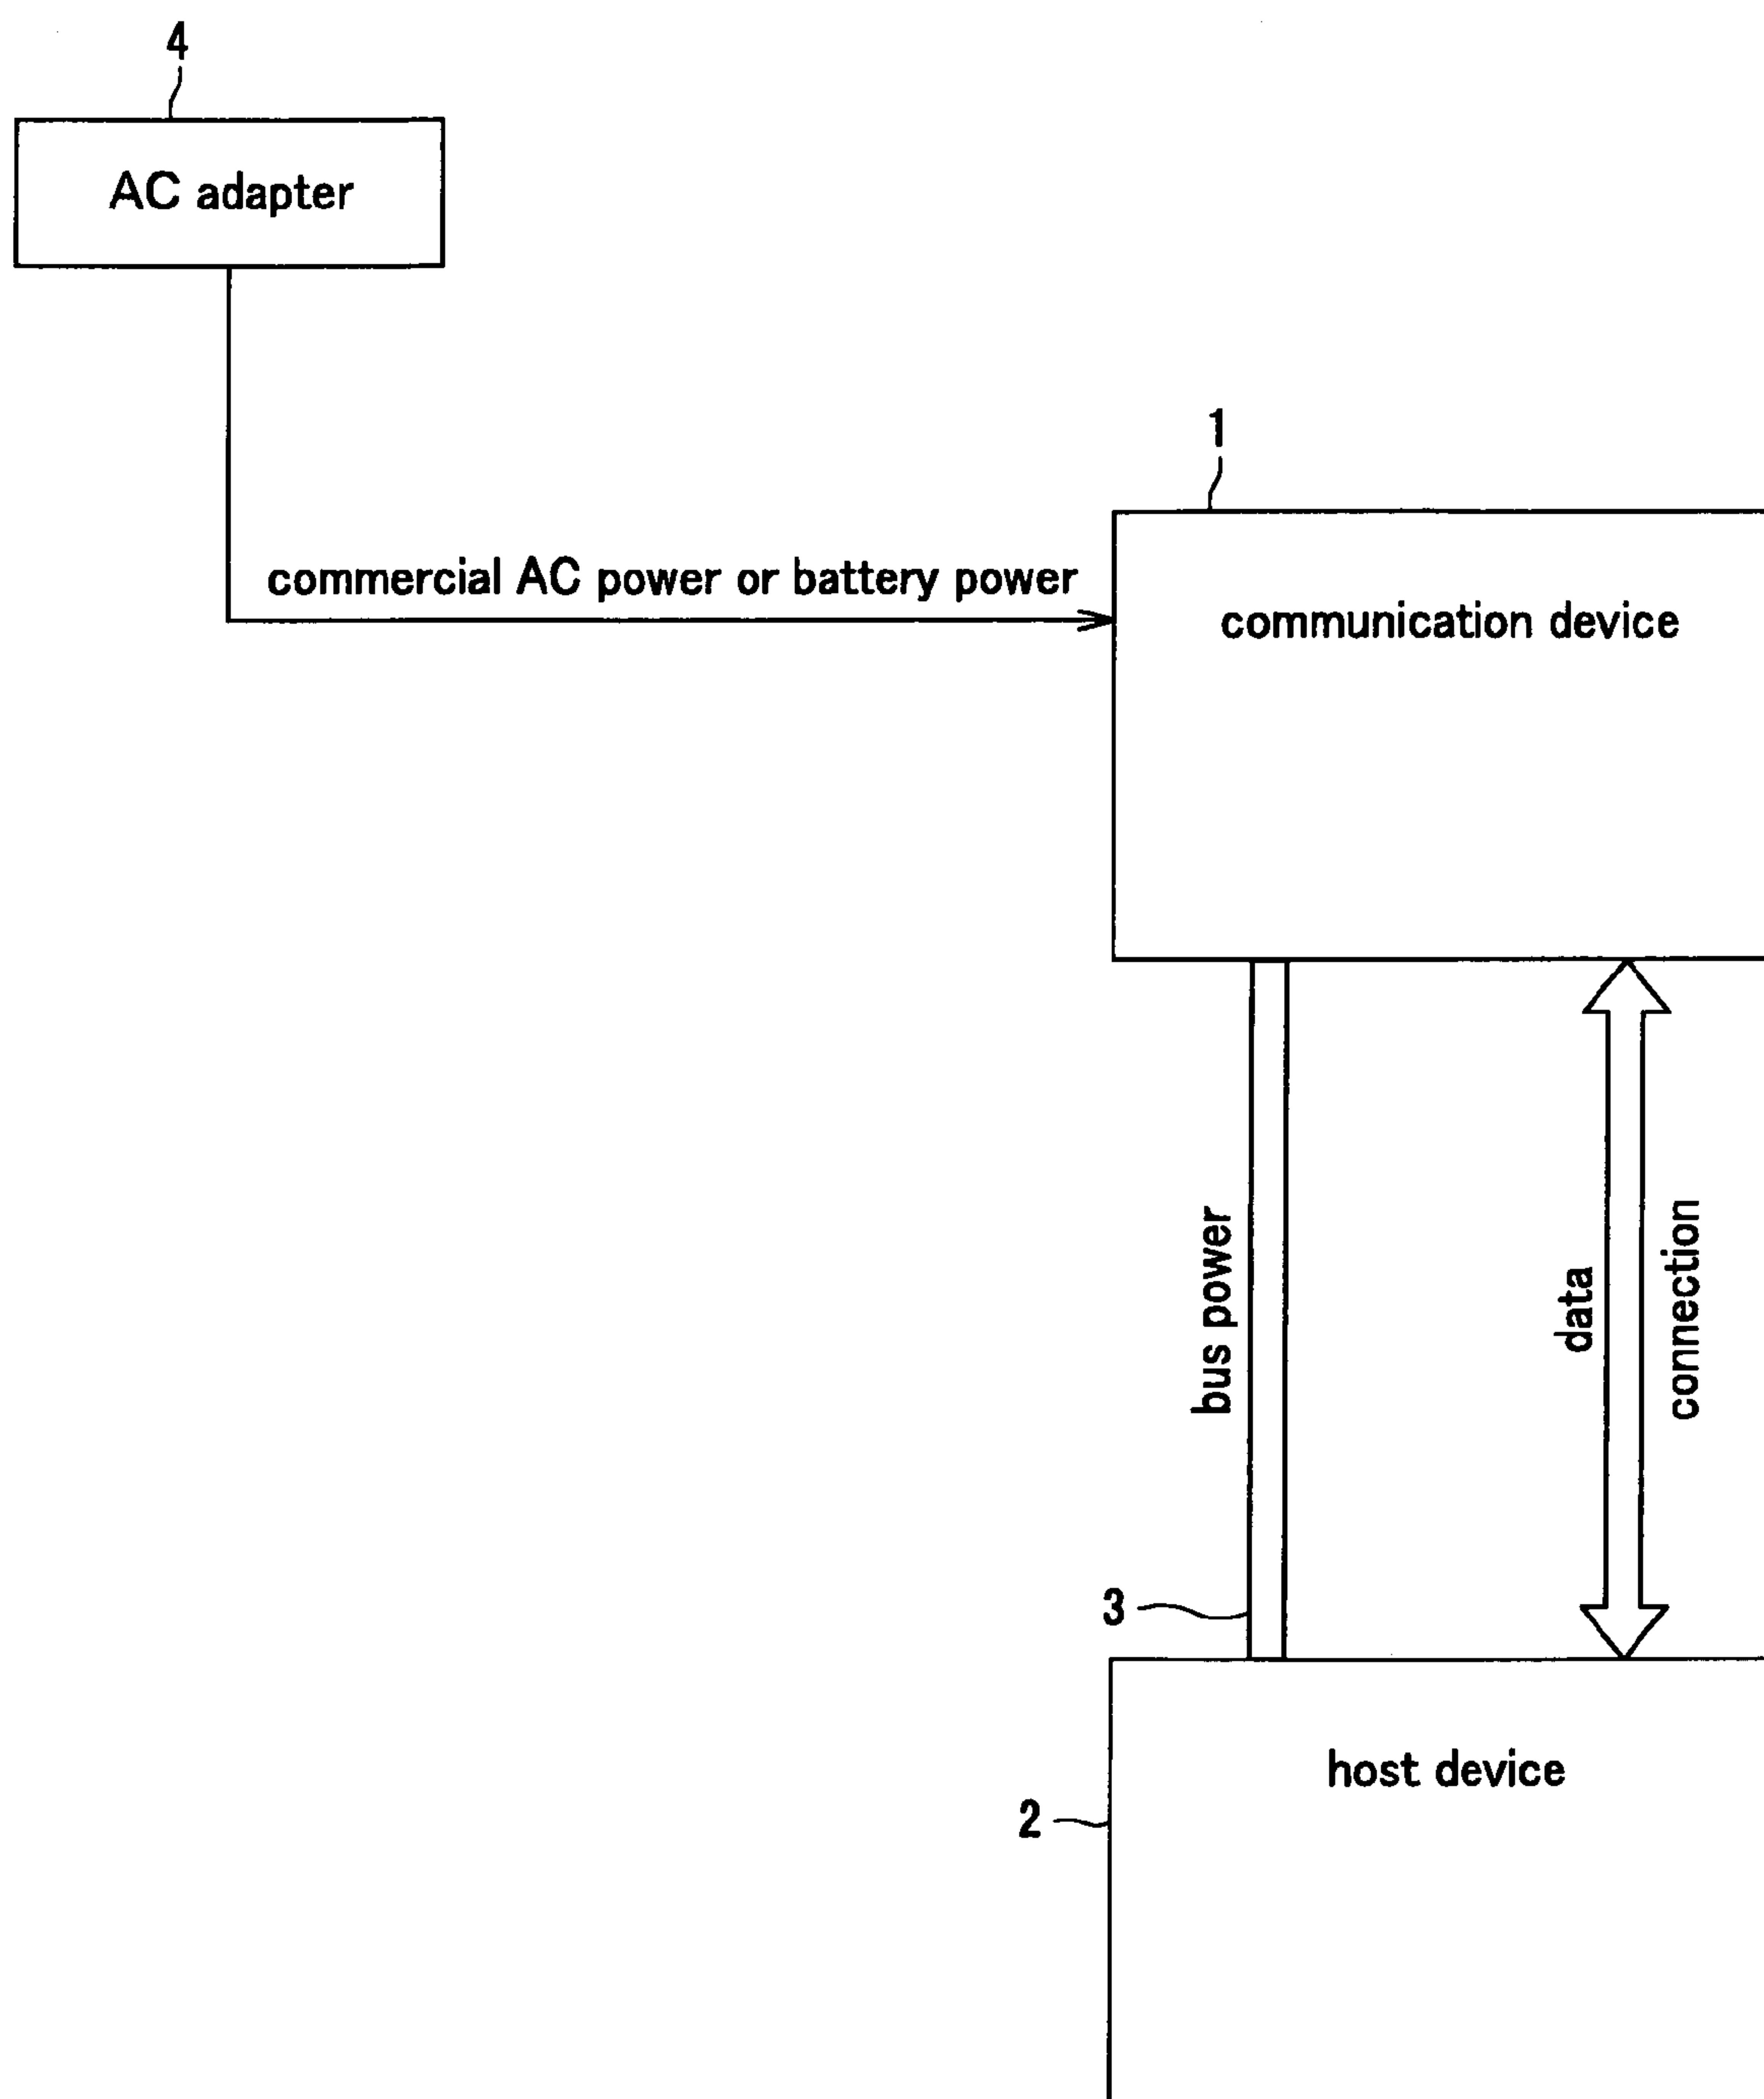 4
AC adapter
1
commercial AC power or battery power
communication device
bus power
data
connection
3
host device
2